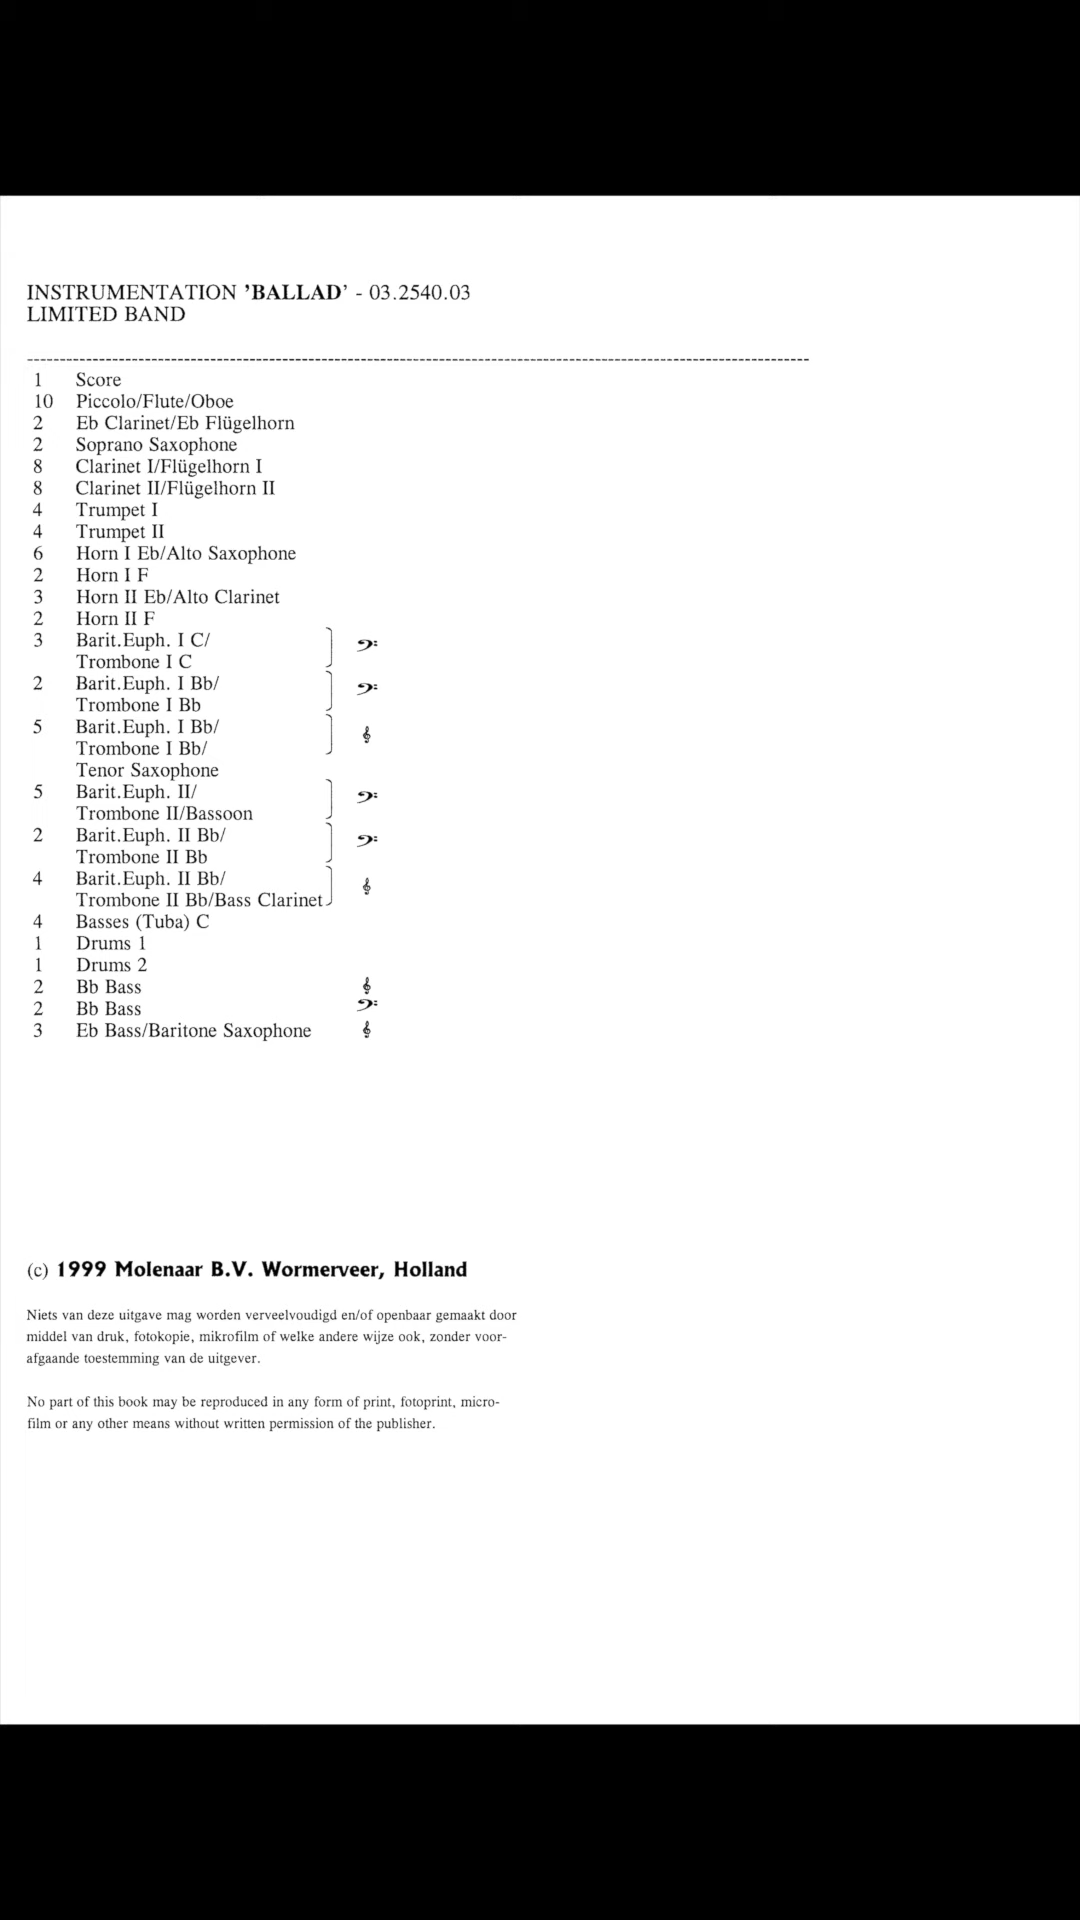 INSTRUMENTATION 'BALLAD' - 03.2540.03
LIMITED BAND
1 Score
10 Piccolo/Flute/Oboe
2 Eb Clarinet/Eb Flügelhorn
2 Soprano Saxophone
8 Clarinet I/Flügelhorn I
8 Clarinet II/Flügelhorn II
4 Trumpet I
4 Trumpet II
6 Horn I Eb/Alto Saxophone
2 Horn I F
3 Horn II Eb/Alto Clarinet
2 Horn II F
3 Barit.Euph. I C/
Trombone I C
2 Barit.Euph. I Bb/
Trombone I Bb
5 Barit.Euph. I Bb/
Trombone I Bb/
Tenor Saxophone
5 Barit.Euph. II/
Trombone II/Bassoon
2 Barit.Euph. II Bb/
Trombone II Bb
4 Barit.Euph. II Bb/
Trombone II Bb/Bass Clarinet
4 Basses (Tuba) C
1 Drums 1
1 Drums 2
2 Bb Bass
2 Bb Bass
3 Eb Bass/Baritone Saxophone
(c) 1999 Molenaar B.V. Wormerveer, Holland
Niets van deze uitgave mag worden verveelvoudigd en/of openbaar gemaakt door
middel van druk, fotokopie, mikrofilm of welke andere wijze ook, zonder voor-
afgaande toestemming van de uitgever.
No part of this book may be reproduced in any form of print, fotoprint, micro-
film or any other means without written permission of the publisher.